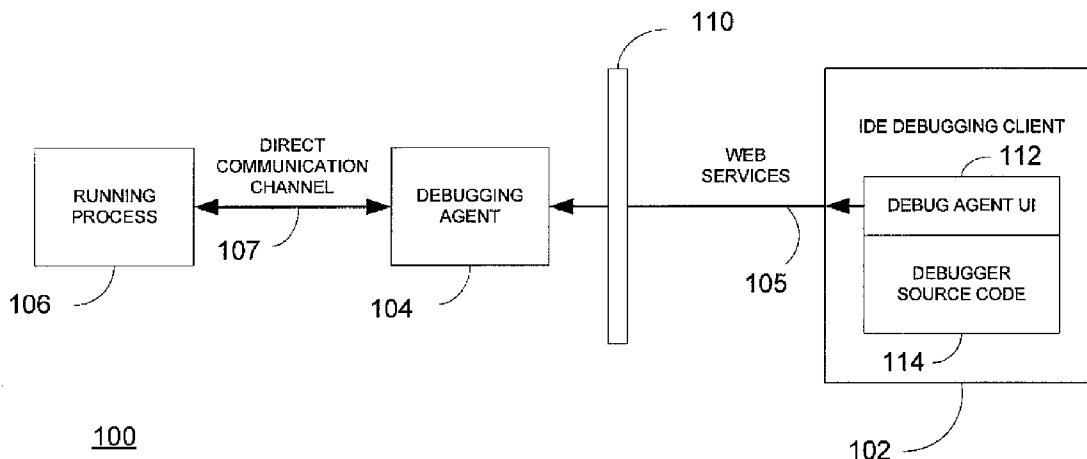 110
IDE DEBUGGING CLIENT
112
DIRECT
COMMUNICATION
CHANNEL
WEB
SERVICES
RUNNING
PROCESS
DEBUGGING
AGENT
DEBUG AGENT UI
107
105
DEBUGGER
SOURCE CODE
106
104
114
100
102